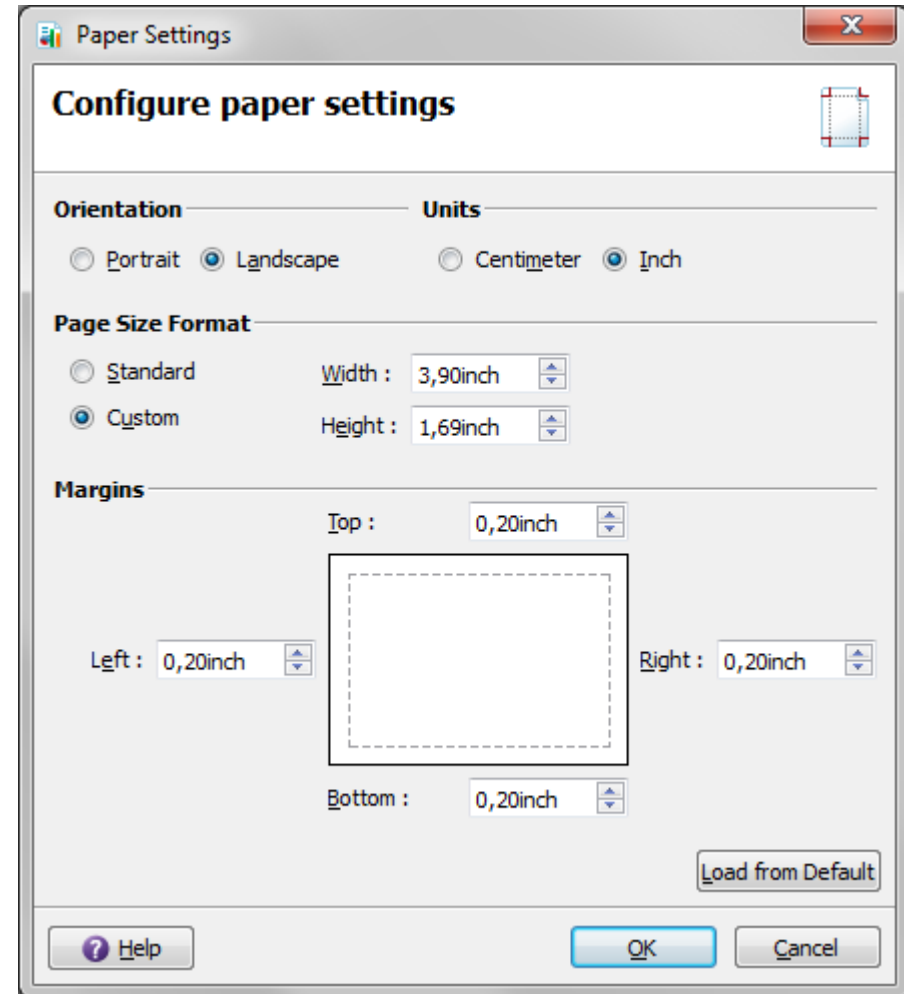 Paper Settings
Configure paper settings
Orientation Units
Portrait Landscape Centimeter Inch
Page Size Format
Standard Width : 3,90inch
Custom Height : 1,69inch
Margins
Top : 0,20inch
Left : 0,20inch Right : 0,20inch
Bottom : 0,20inch
Load from Default
? Help OK Cancel